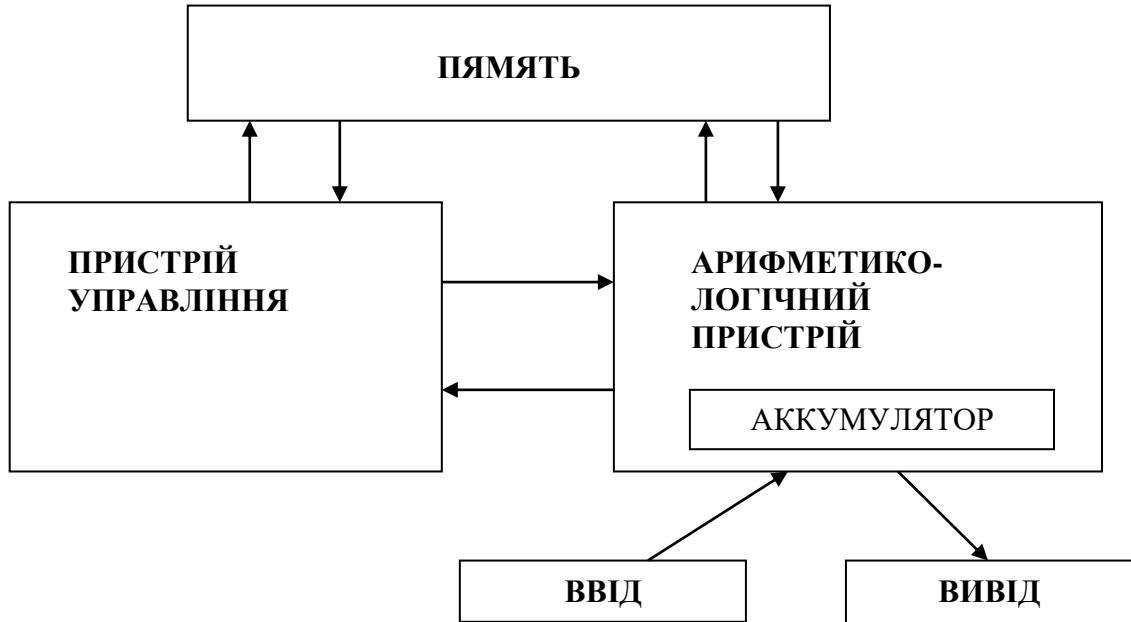 ПЯМЯТЬ
ПРИСТРІЙ
УПРАВЛІННЯ
АРИФМЕТИКО-
ЛОГІЧНИЙ
ПРИСТРІЙ
АККУМУЛЯТОР
ВВІД
ВИВІД